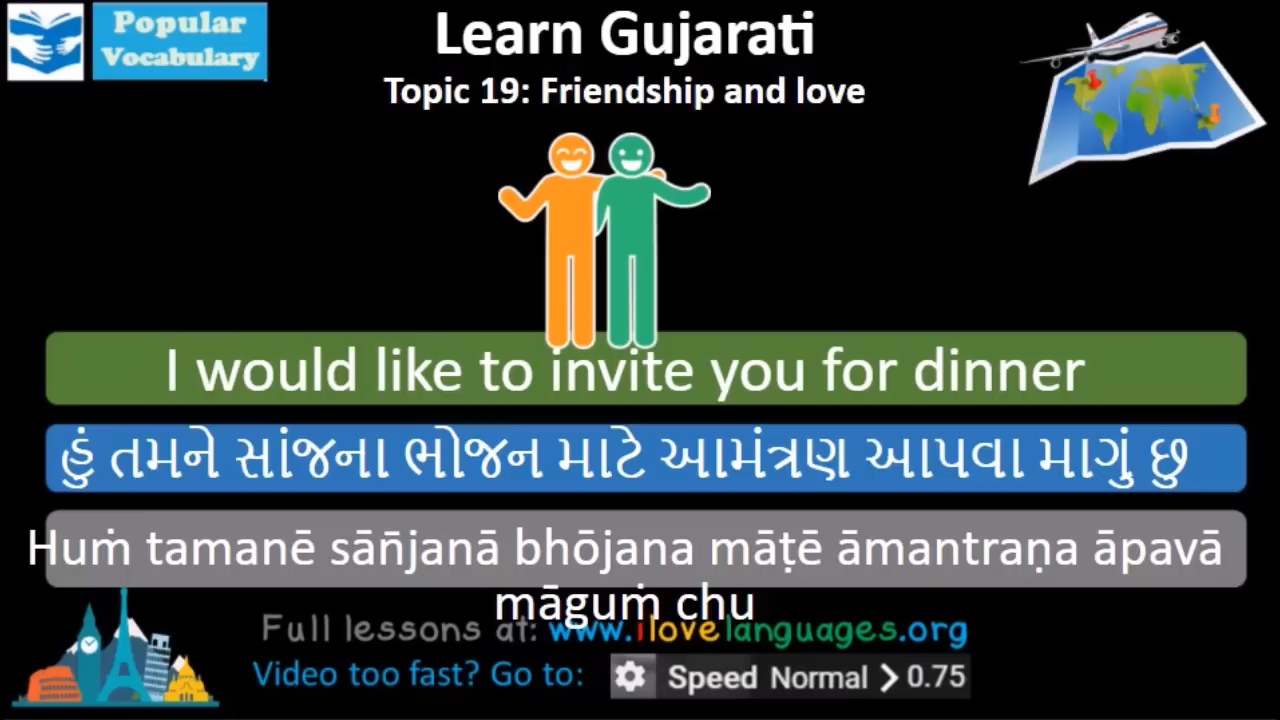 Popular
Vocabulary
Learn Gujarati
Topic 19: Friendship and love
I would like to invite you for dinner
હું તમને સાંજના ભોજન માટે આમંત્રણ આપવા માગું છુ
Huṁ tamanē sān̄janā bhōjana māṭē āmantraṇa āpavā
māguṁ chu
Full lessons at: www.ilovelanguages.org
Video too fast? Go to: Speed Normal > 0.75